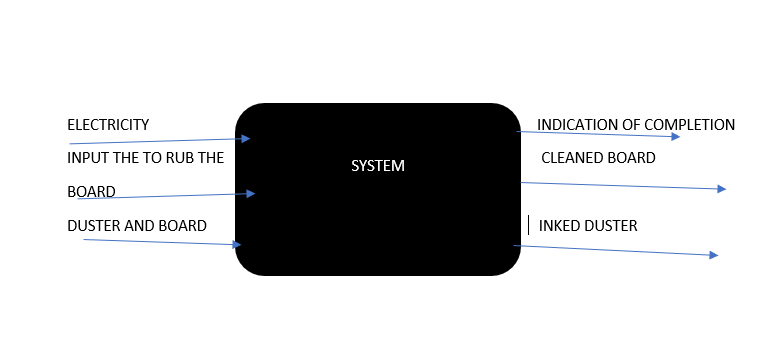 ELECTRICITY
INPUT THE TO RUB THE
BOARD
DUSTER AND BOARD
SYSTEM
INDICATION OF COMPLETION
CLEANED BOARD
INKED DUSTER